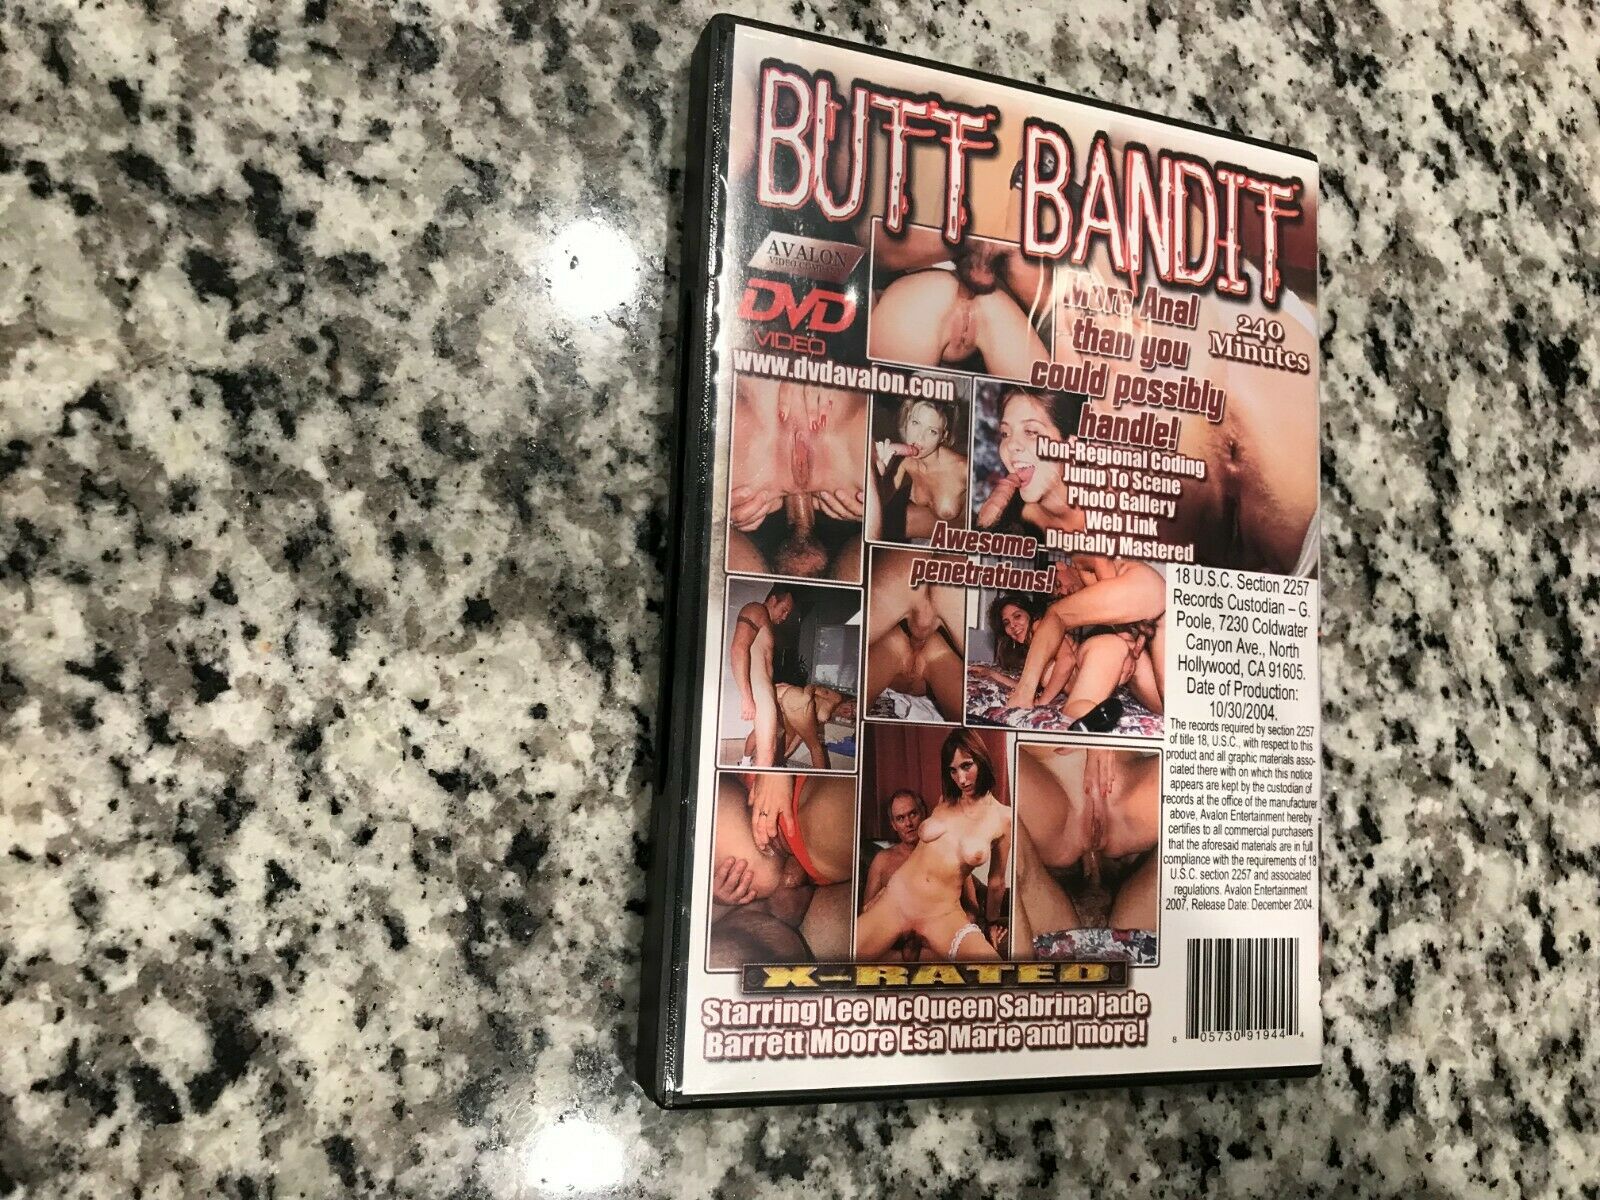 BUTT BANDIT
AVALON
DVD
VIDEO
www.dvdavalon.com
More Anal
than you
could possibly
handle!
240
Minutes
Non-Regional Coding
Jump To Scene
Photo Gallery
Web Link
Digitally Mastered
Awesome
penetrations!
18 U.S.C. Section 2257
Records Custodian – G.
Poole, 7230 Coldwater
Canyon Ave., North
Hollywood, CA 91605.
Date of Production:
10/30/2004.
The records required by section 2257
of title 18, U.S.C., with respect to this
product and all graphic materials asso-
ciated there with on which this notice
appears are kept by the custodian of
records at the office of the manufacturer
above, Avalon Entertainment hereby
certifies to all commercial purchasers
that the aforesaid materials are in full
compliance with the requirements of 18
U.S.C. section 2257 and associated
regulations. Avalon Entertainment
2007, Release Date: December 2004.
X-RATED
Starring Lee McQueen Sabrina Jade
Barrett Moore Esa Marie and more!
8 05730 91944 4